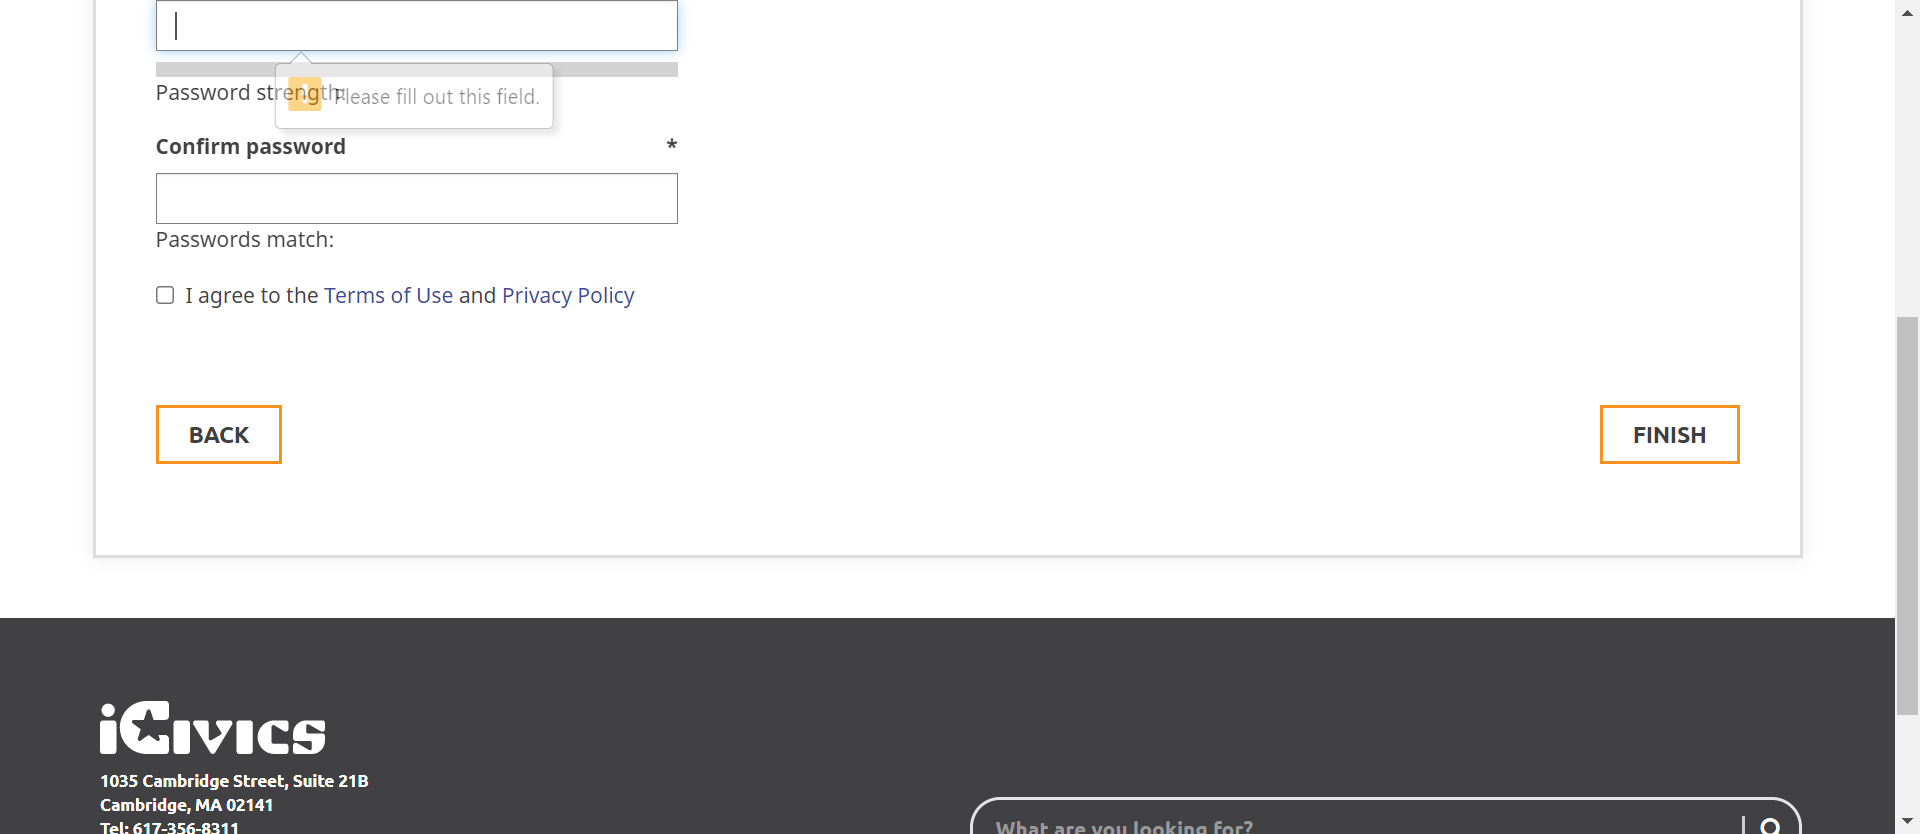 Password strength:
Please fill out this field.
Confirm password *
Passwords match:
I agree to the Terms of Use and Privacy Policy
BACK
FINISH
iCivics
1035 Cambridge Street, Suite 21B
Cambridge, MA 02141
Tel: 617-356-8311
What are you looking for?